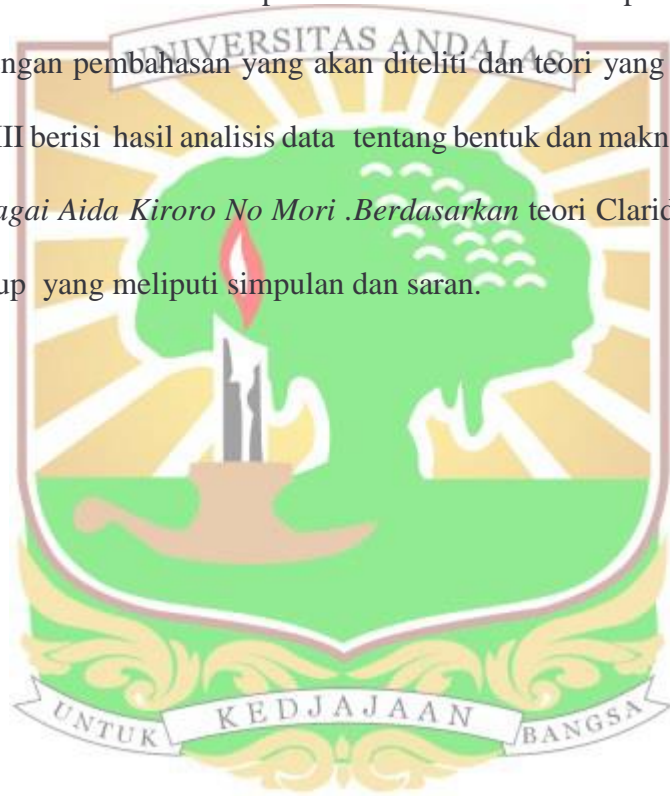 UNIVERSITAS ANDALAS
ngan pembahasan yang akan diteliti dan teori yang
II berisi hasil analisis data tentang bentuk dan makn
agai Aida Kiroro No Mori .Berdasarkan teori Clarid
up yang meliputi simpulan dan saran.
UNTUK KEDJAJAAN BANGSA